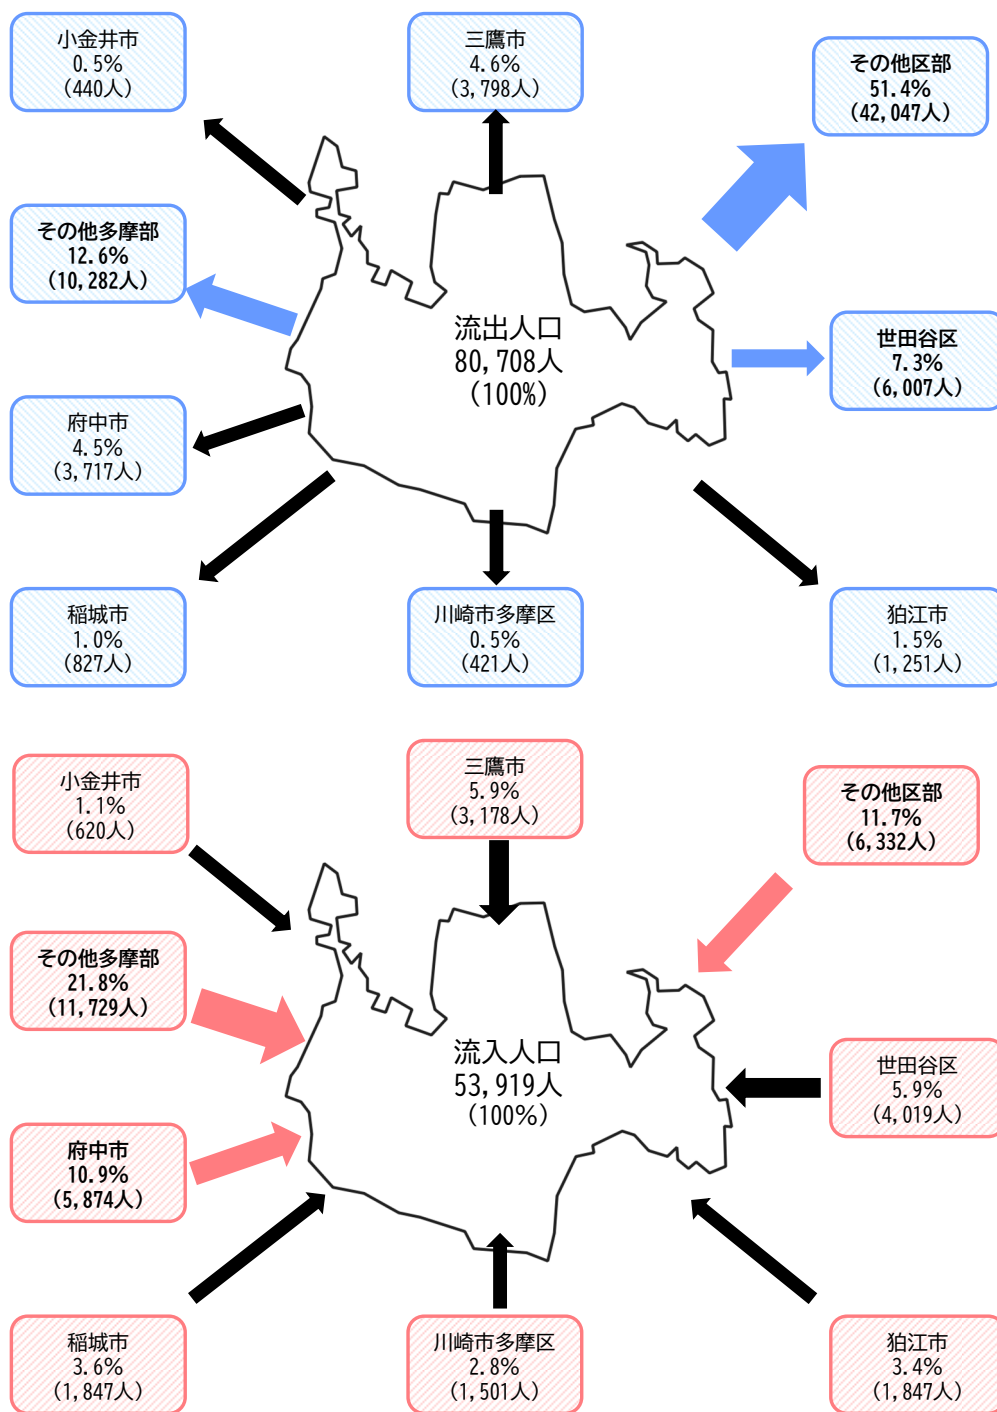 小金井市
0.5%
(440人)
三鷹市
4.6%
(3,798人)
その他区部
51.4%
(42,047人)
その他多摩部
12.6%
(10,282人)
流出人口
80,708人
(100%)
世田谷区
7.3%
(6,007人)
府中市
4.5%
(3,717人)
稲城市
1.0%
(827人)
川崎市多摩区
0.5%
(421人)
狛江市
1.5%
(1,251人)
小金井市
1.1%
(620人)
三鷹市
5.9%
(3,178人)
その他区部
11.7%
(6,332人)
その他多摩部
21.8%
(11,729人)
流入人口
53,919人
(100%)
世田谷区
5.9%
(4,019人)
府中市
10.9%
(5,874人)
稲城市
3.6%
(1,847人)
川崎市多摩区
2.8%
(1,501人)
狛江市
3.4%
(1,847人)